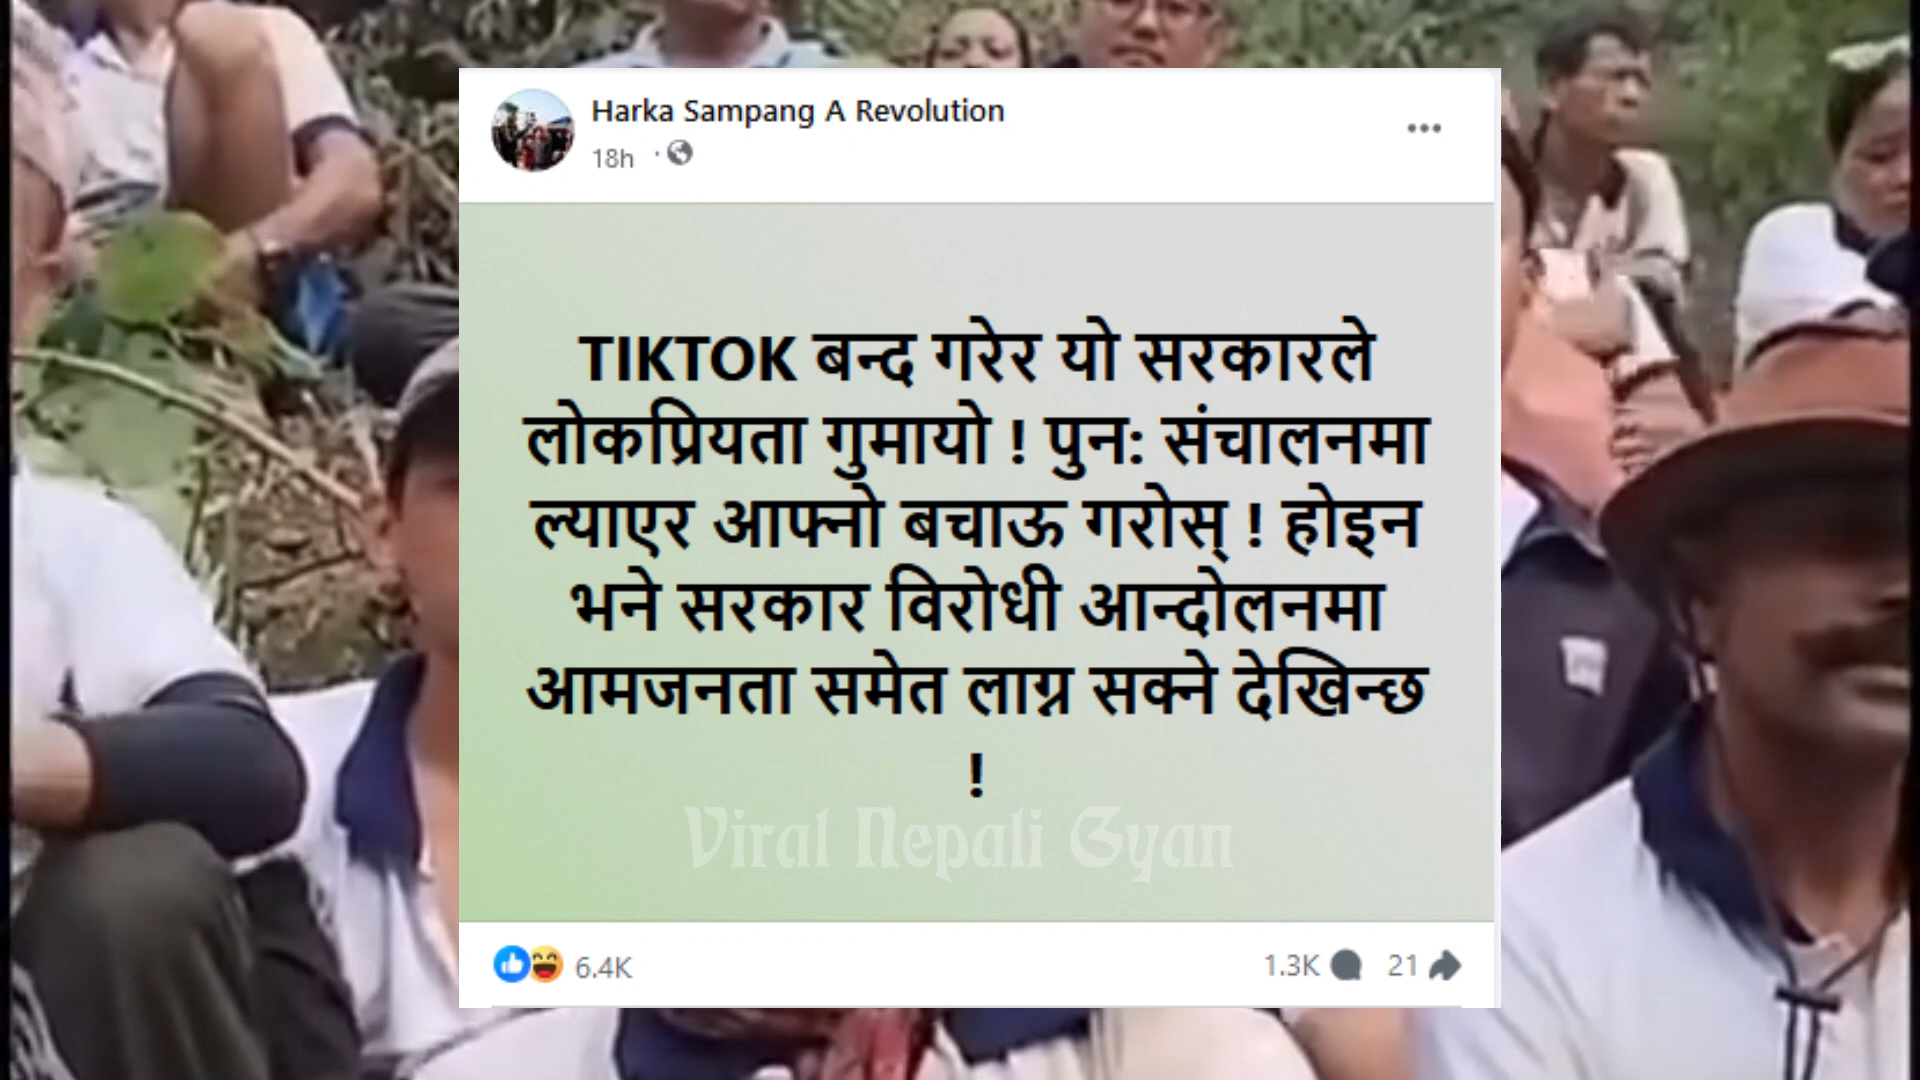 Harka Sampang A Revolution
18h
TIKTOK बन्द गरेर यो सरकारले
लोकप्रियता गुमायो ! पुन: संचालनमा
ल्याएर आफ्नो बचाऊ गरोस् ! होइन
भने सरकार विरोधी आन्दोलनमा
आमजनता समेत लाग्न सक्ने देखिन्छ
!
Viral Nepali Gyan
6.4K 1.3K 21